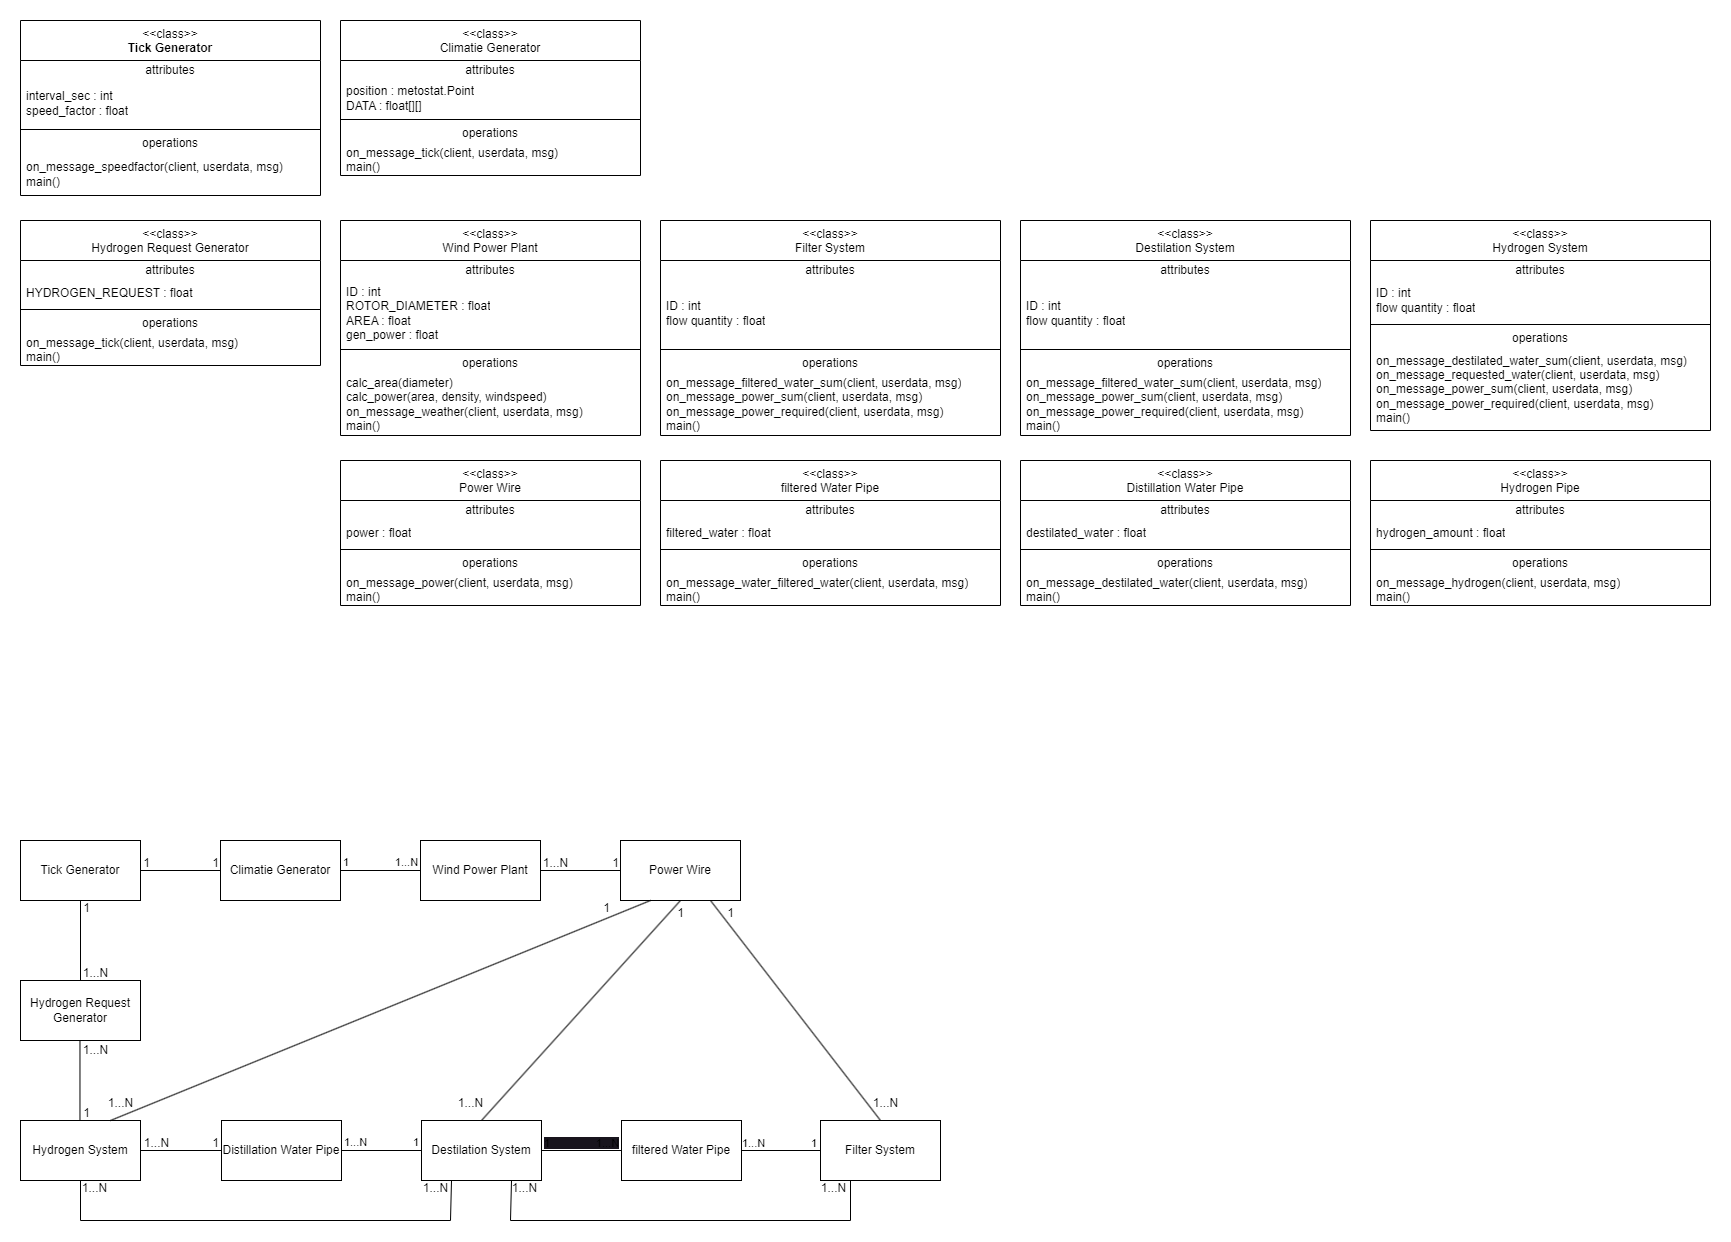 <<class>>
Tick Generator
attributes
interval_sec : int
speed_factor : float
operations
on_message_speedfactor(client, userdata, msg)
main()
<<class>>
Climatie Generator
attributes
position : metostat.Point
DATA : float[][]
operations
on_message_tick(client, userdata, msg)
main()
<<class>>
Hydrogen Request Generator
attributes
HYDROGEN_REQUEST : float
operations
on_message_tick(client, userdata, msg)
main()
<<class>>
Wind Power Plant
attributes
ID : int
ROTOR_DIAMETER : float
AREA : float
gen_power : float
operations
calc_area(diameter)
calc_power(area, density, windspeed)
on_message_weather(client, userdata, msg)
main()
<<class>>
Filter System
attributes
ID : int
flow quantity : float
operations
on_message_filtered_water_sum(client, userdata, msg)
on_message_power_sum(client, userdata, msg)
on_message_power_required(client, userdata, msg)
main()
<<class>>
Destilation System
attributes
ID : int
flow quantity : float
operations
on_message_filtered_water_sum(client, userdata, msg)
on_message_power_sum(client, userdata, msg)
on_message_power_required(client, userdata, msg)
main()
<<class>>
Hydrogen System
attributes
ID : int
flow quantity : float
operations
on_message_destilated_water_sum(client, userdata, msg)
on_message_requested_water(client, userdata, msg)
on_message_power_sum(client, userdata, msg)
on_message_power_required(client, userdata, msg)
main()
<<class>>
Power Wire
attributes
power : float
operations
on_message_power(client, userdata, msg)
main()
<<class>>
filtered Water Pipe
attributes
filtered_water : float
operations
on_message_water_filtered_water(client, userdata, msg)
main()
<<class>>
Distillation Water Pipe
attributes
destilated_water : float
operations
on_message_destilated_water(client, userdata, msg)
main()
<<class>>
Hydrogen Pipe
attributes
hydrogen_amount : float
operations
on_message_hydrogen(client, userdata, msg)
main()
Tick Generator
1
1
Climatie Generator
1
1...N
Wind Power Plant
1...N
1
Power Wire
1
1
1
1
1...N
Hydrogen Request
Generator
1...N
1
1...N
1...N
1...N
Hydrogen System
1...N
1
Distillation Water Pipe
1...N
1
Destilation System
filtered Water Pipe
1...N
1
Filter System
1...N
1...N
1...N
1...N